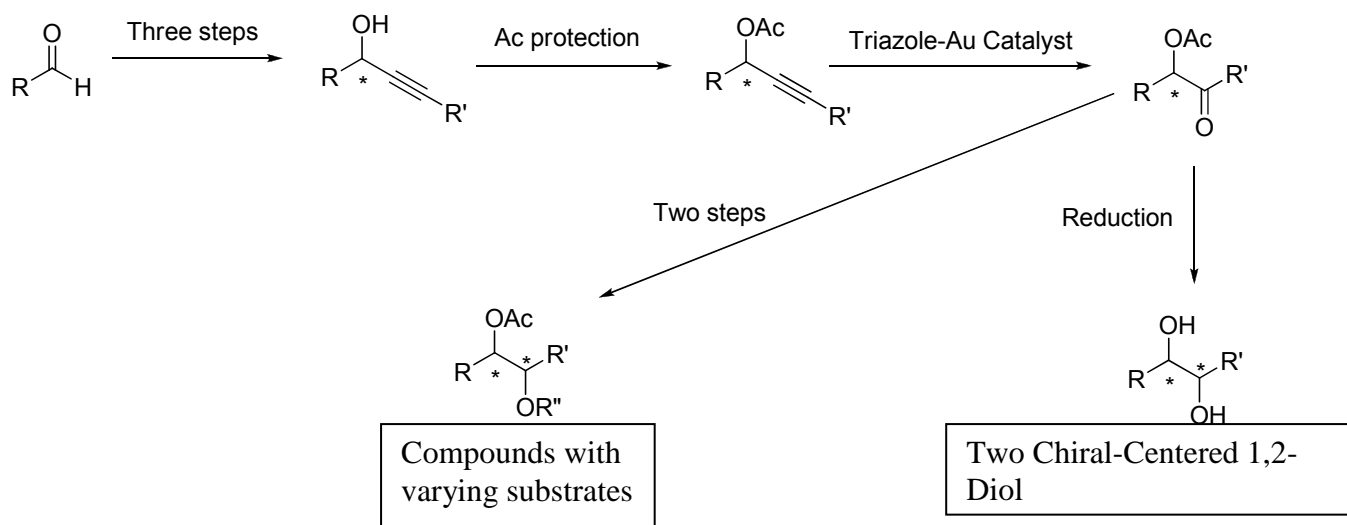 O
R
H
Three steps
OH
R
*
R'
Ac protection
OAc
R
*
R'
Triazole-Au Catalyst
OAc
R
*
R'
O
Two steps
Reduction
OAc
R
*
*
R'
OR"
OH
R
*
*
R'
OH
Compounds with
varying substrates
Two Chiral-Centered 1,2-
Diol